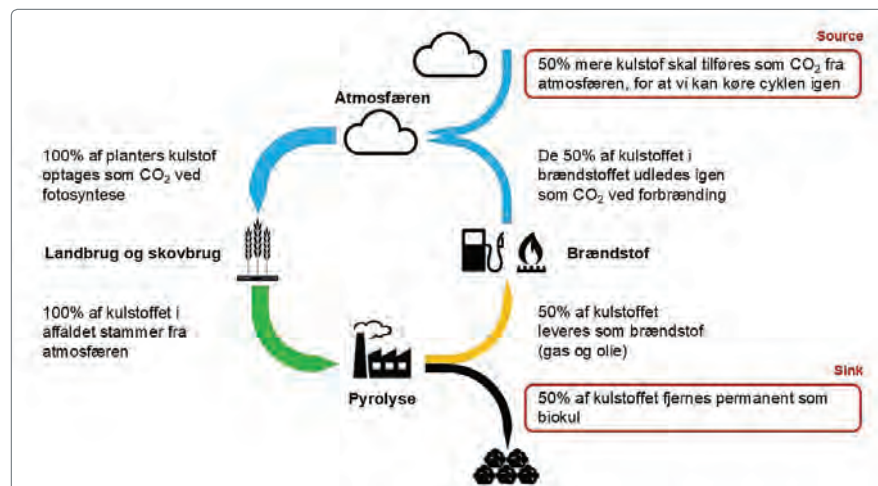 Source
50% mere kulstof skal tilføres som CO₂ fra
atmosfæren, for at vi kan køre cyklen igen
Atmosfæren
100% af planters kulstof
optages som CO₂ ved
fotosyntese
De 50% af kulstoffet i
brændstoffet udledes igen
som CO₂ ved forbrænding
Landbrug og skovbrug
Brændstof
100% af kulstoffet i
affaldet stammer fra
atmosfæren
50% af kulstoffet
leveres som brændstof
(gas og olie)
Sink
Pyrolyse
50% af kulstoffet fjernes permanent som
biokul